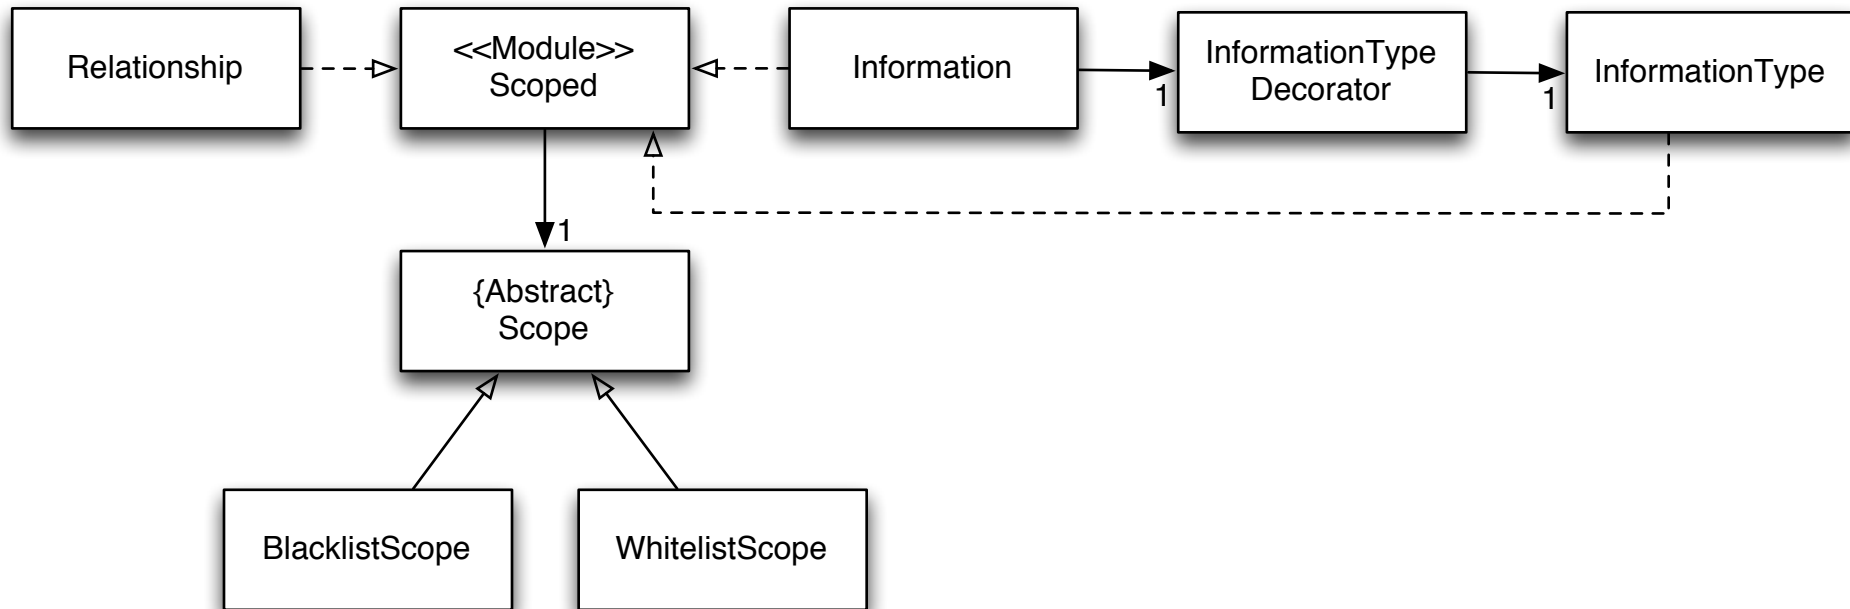 Relationship
<<Module>>
Scoped
Information
InformationType
Decorator
InformationType
1
1
1
{Abstract}
Scope
BlacklistScope
WhitelistScope